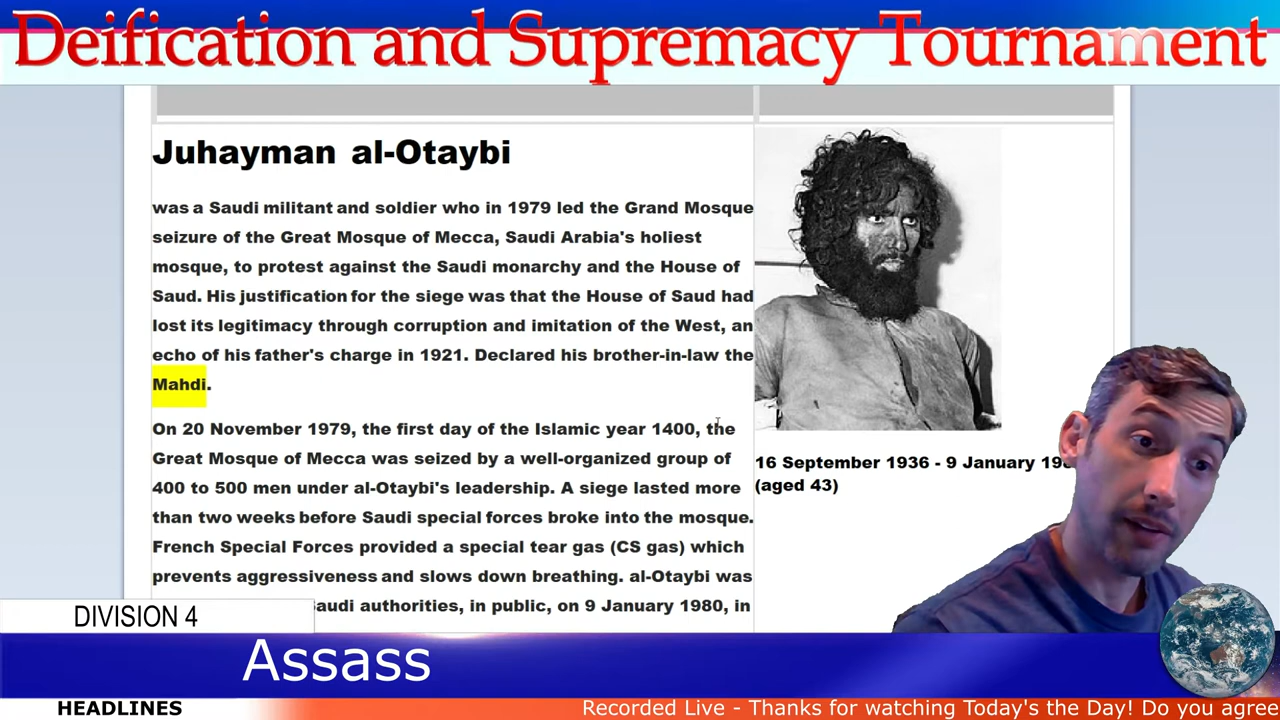 Deification and Supremacy Tournament
Juhayman al-Otaybi
was a Saudi militant and soldier who in 1979 led the Grand Mosque
seizure of the Great Mosque of Mecca, Saudi Arabia's holiest
mosque, to protest against the Saudi monarchy and the House of
Saud. His justification for the siege was that the House of Saud had
lost its legitimacy through corruption and imitation of the West, an
echo of his father's charge in 1921. Declared his brother-in-law the
Mahdi.
On 20 November 1979, the first day of the Islamic year 1400, the
Great Mosque of Mecca was seized by a well-organized group of
400 to 500 men under al-Otaybi's leadership. A siege lasted more
than two weeks before Saudi special forces broke into the mosque.
French Special Forces provided a special tear gas (CS gas) which
prevents aggressiveness and slows down breathing. al-Otaybi was
audi authorities, in public, on 9 January 1980, in
16 September 1936 - 9 January
(aged 43)
DIVISION 4
Assass
HEADLINES
Recorded Live - Thanks for watching Today's the Day! Do you agree